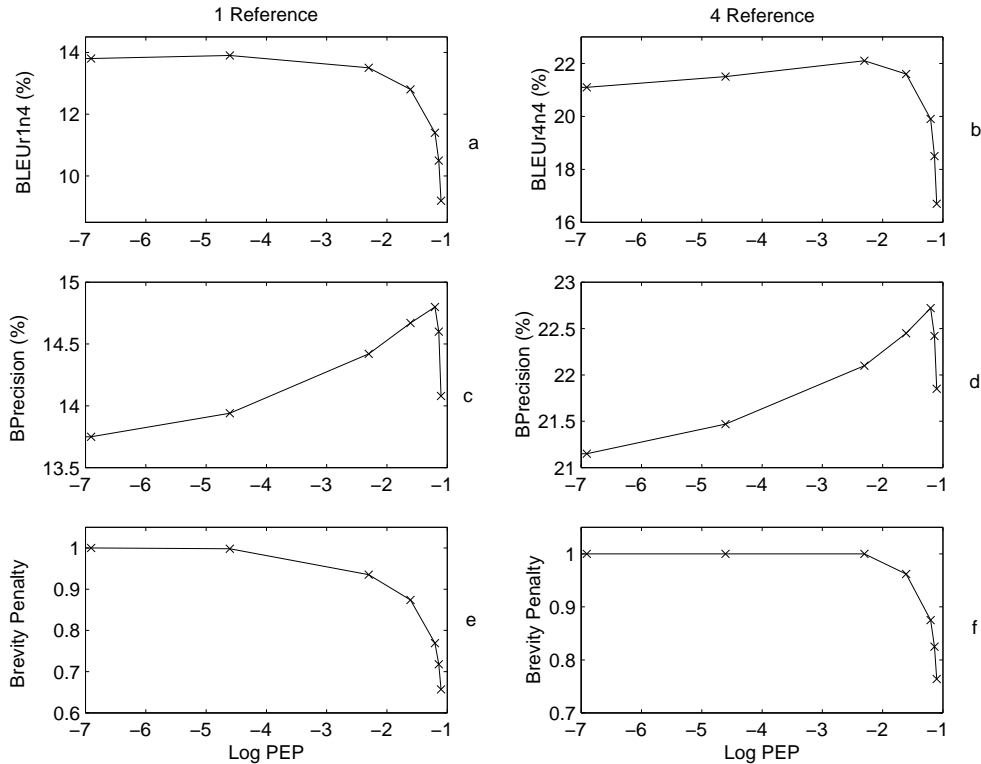 1 Reference
4 Reference
BLEUr1n4 (%)
14
12
10
−7 −6 −5 −4 −3 −2 −1
a
BLEUr4n4 (%)
22
20
18
16
−7 −6 −5 −4 −3 −2 −1
b
BPrecision (%)
15
14.5
14
13.5
−7 −6 −5 −4 −3 −2 −1
c
BPrecision (%)
23
22.5
22
21.5
21
−7 −6 −5 −4 −3 −2 −1
d
Brevity Penalty
1
0.9
0.8
0.7
0.6
−7 −6 −5 −4 −3 −2 −1
Log PEP
e
Brevity Penalty
1
0.9
0.8
0.7
−7 −6 −5 −4 −3 −2 −1
Log PEP
f